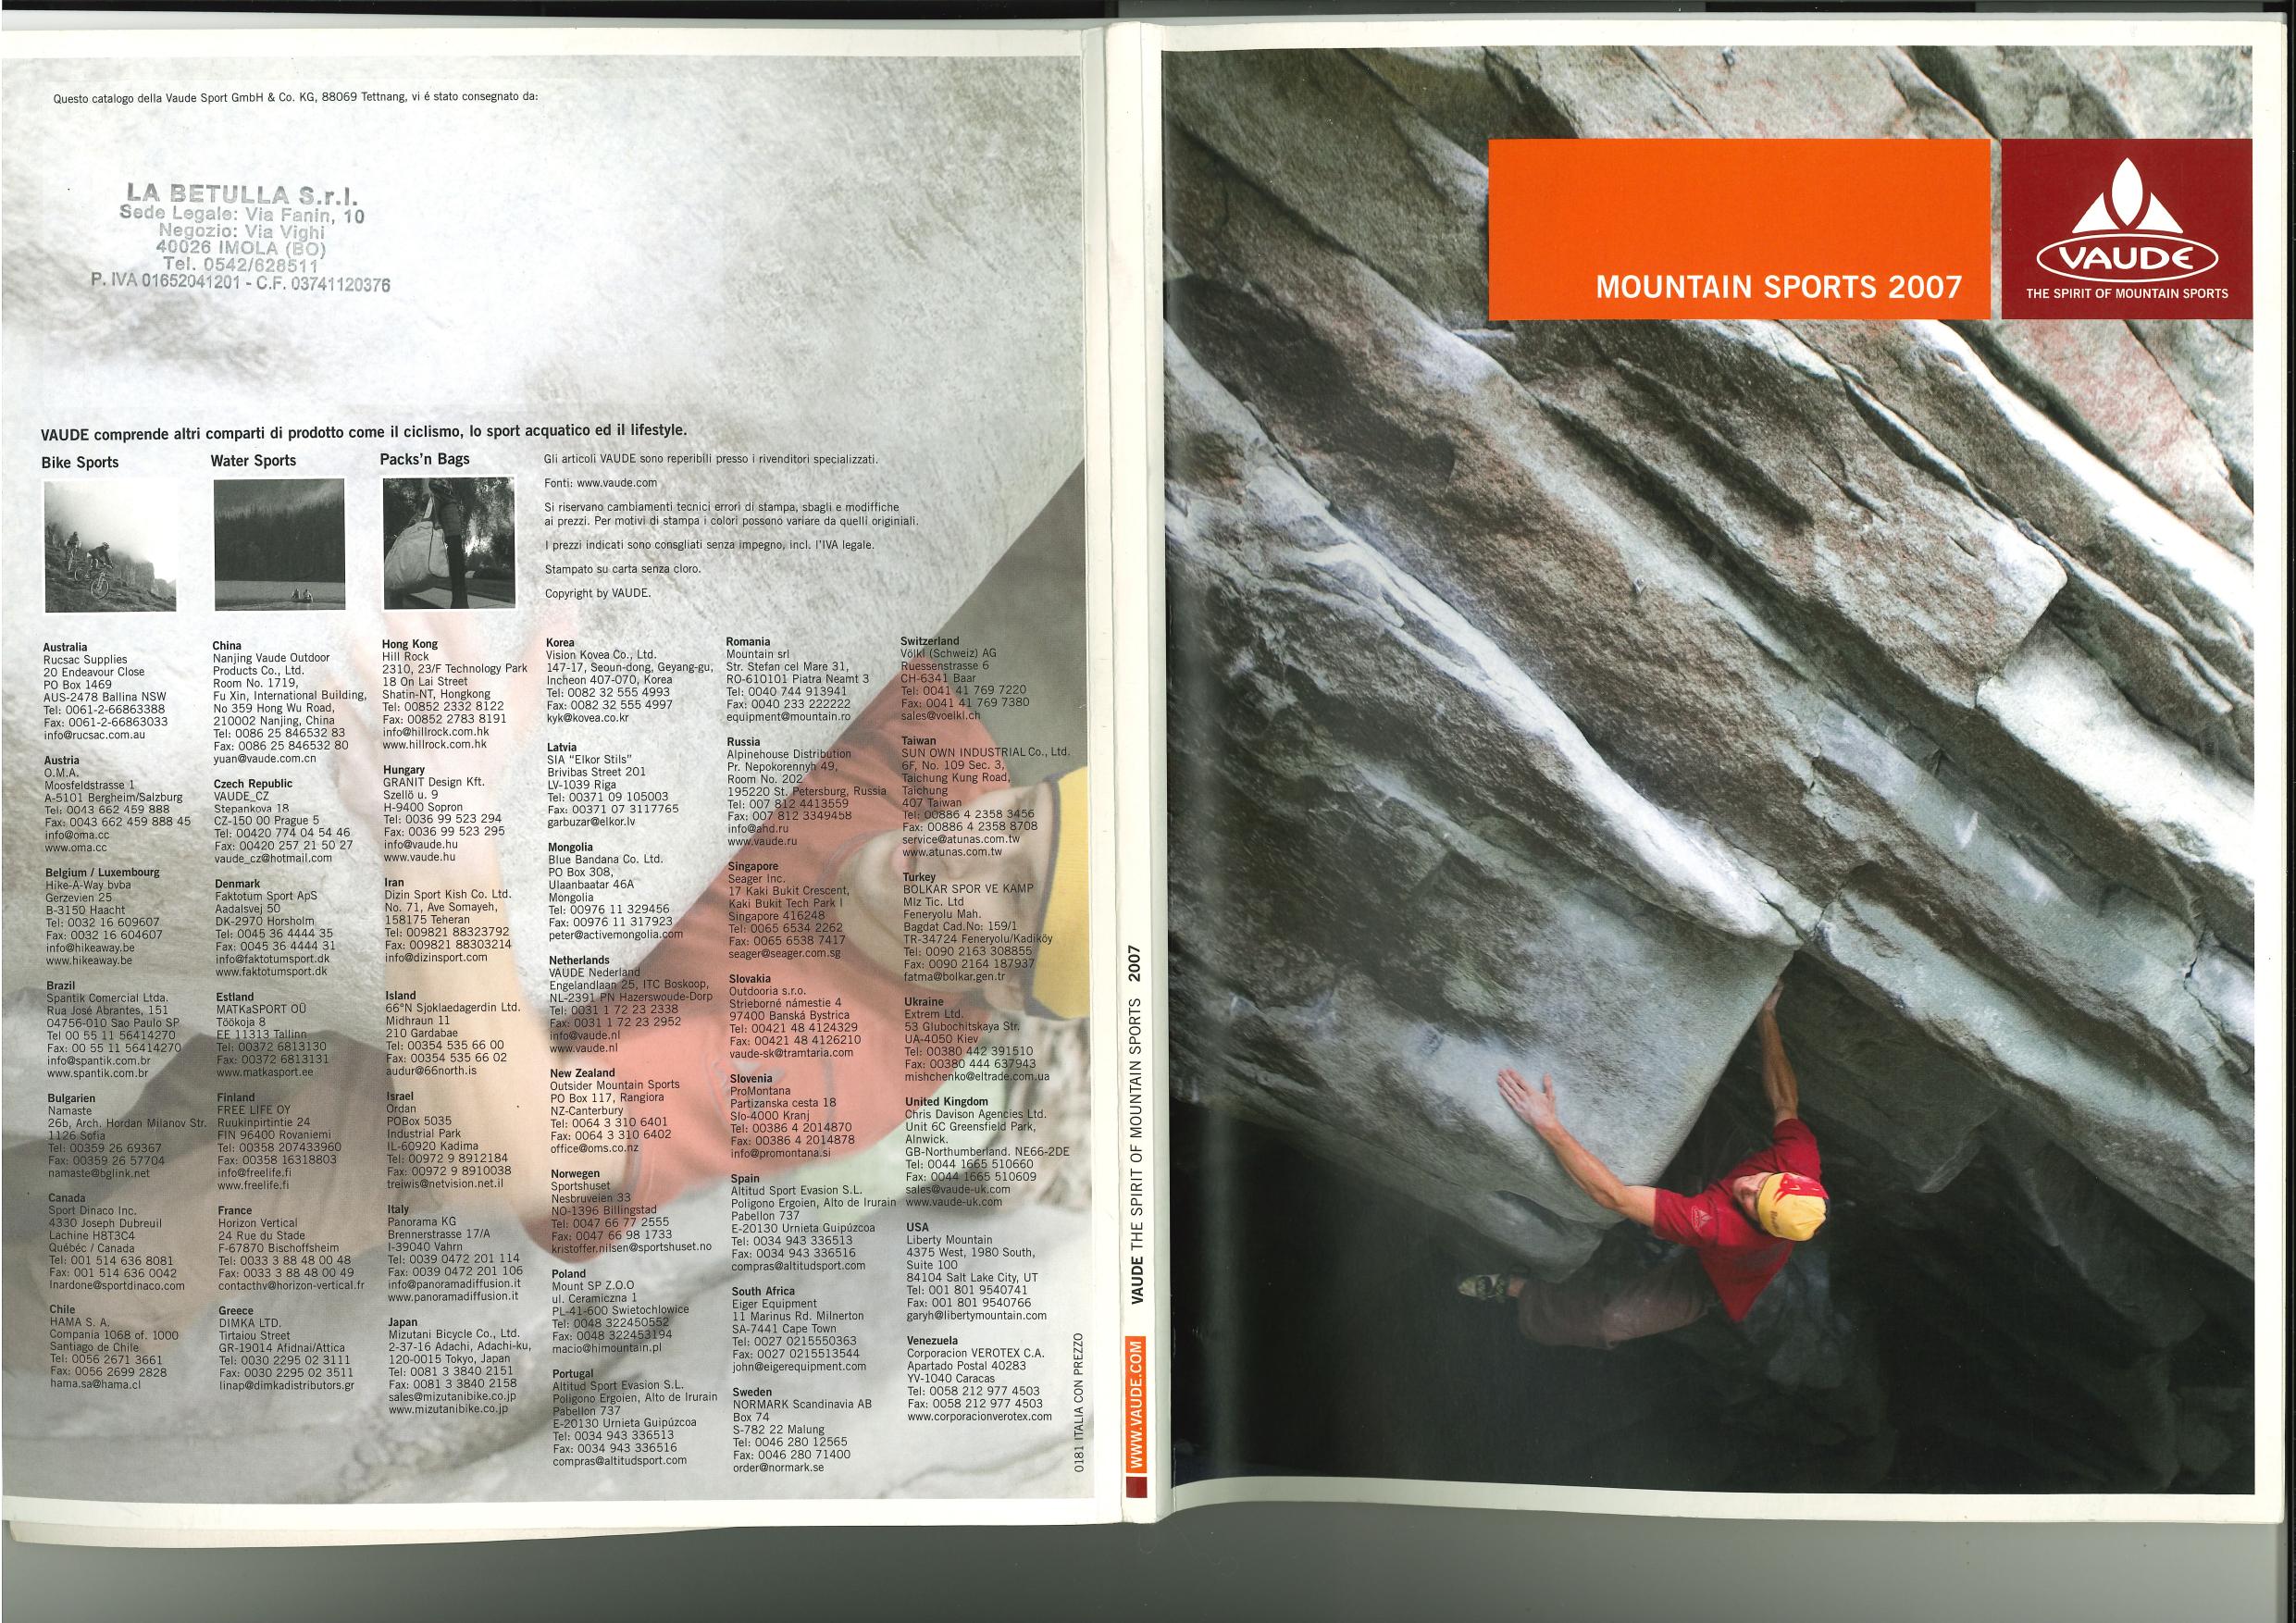 Questo catalogo della Vaude Sport GmbH & Co. KG, 88069 Tettnang, vi é stato consegnato da:
LA BETULLA S.r.l.
Sede Legale: Via Fanin, 10
Negozio: Via Vighi
40026 IMOLA (BO)
Tel. 0542/628511
P. IVA 01652041201 - C.F. 03741120376
VAUDE comprende altri comparti di prodotto come il ciclismo, lo sport acquatico ed il lifestyle.
Bike Sports
Water Sports
Packs'n Bags
Gli articoli VAUDE sono reperibili presso i rivenditori specializzati.
Fonti: www.vaude.com
Si riservano cambiamenti tecnici errori di stampa, sbagli e modiffiche
ai prezzi. Per motivi di stampa i colori possono variare da quelli originiali.
I prezzi indicati sono consgliati senza impegno, incl. l'IVA legale.
Stampato su carta senza cloro.
Copyright by VAUDE.
Australia
Rucsac Supplies
20 Endeavour Close
PO Box 1469
AUS-2478 Ballina NSW
Tel: 0061-2-66863388
Fax: 0061-2-66863033
info@rucsac.com.au
Austria
O.M.A.
Moosfeldstrasse 1
A-5101 Bergheim/Salzburg
Tel: 0043 662 459 888
Fax: 0043 662 459 888 45
info@oma.cc
www.oma.cc
Belgium / Luxembourg
Hike-A-Way bvba
Gerzevien 25
B-3150 Haacht
Tel: 0032 16 609607
Fax: 0032 16 604607
info@hikeaway.be
www.hikeaway.be
Brazil
Spantik Comercial Ltda.
Rua José Abrantes, 151
04756-010 Sao Paulo SP
Tel 00 55 11 56414270
Fax: 00 55 11 56414270
info@spantik.com.br
www.spantik.com.br
Bulgarien
Namaste
26b, Arch. Hordan Milanov Str.
1126 Sofia
Tel: 00359 26 69367
Fax: 00359 26 57704
namaste@bglink.net
Canada
Sport Dinaco Inc.
4330 Joseph Dubreuil
Lachine H8T3C4
Québéc / Canada
Tel: 001 514 636 8081
Fax: 001 514 636 0042
lnardone@sportdinaco.com
Chile
HAMA S. A.
Compania 1068 of. 1000
Santiago de Chile
Tel: 0056 2671 3661
Fax: 0056 2699 2828
hama.sa@hama.cl
China
Nanjing Vaude Outdoor
Products Co., Ltd.
Room No. 1719,
Fu Xin, International Building,
No 359 Hong Wu Road,
210002 Nanjing, China
Tel: 0086 25 846532 83
Fax: 0086 25 846532 80
yuan@vaude.com.cn
Czech Republic
VAUDE_CZ
Stepankova 18
CZ-150 00 Prague 5
Tel: 00420 774 04 54 46
Fax: 00420 257 21 50 27
vaude_cz@hotmail.com
Denmark
Faktotum Sport ApS
Aadalsvej 50
DK-2970 Horsholm
Tel: 0045 36 4444 35
Fax: 0045 36 4444 31
info@faktotumsport.dk
www.faktotumsport.dk
Estland
MATKaSPORT OÜ
Töökoja 8
EE 11313 Tallinn
Tel: 00372 6813130
Fax: 00372 6813131
www.matkasport.ee
Finland
FREE LIFE OY
Ruukinpirtintie 24
FIN 96400 Rovaniemi
Tel: 00358 207433960
Fax: 00358 16318803
info@freelife.fi
www.freelife.fi
France
Horizon Vertical
24 Rue du Stade
F-67870 Bischoffsheim
Tel: 0033 3 88 48 00 48
Fax: 0033 3 88 48 00 49
contacthv@horizon-vertical.fr
Greece
DIMKA LTD.
Tirtaiou Street
GR-19014 Afidnai/Attica
Tel: 0030 2295 02 3111
Fax: 0030 2295 02 3511
linap@dimkadistributors.gr
Hong Kong
Hill Rock
2310, 23/F Technology Park
18 On Lai Street
Shatin-NT, Hongkong
Tel: 00852 2332 8122
Fax: 00852 2783 8191
info@hillrock.com.hk
www.hillrock.com.hk
Hungary
GRANIT Design Kft.
Szellö u. 9
H-9400 Sopron
Tel: 0036 99 523 294
Fax: 0036 99 523 295
info@vaude.hu
www.vaude.hu
Iran
Dizin Sport Kish Co. Ltd.
No. 71, Ave Somayeh,
158175 Teheran
Tel: 009821 88323792
Fax: 009821 88303214
info@dizinsport.com
Island
66°N Sjoklaedagerdin Ltd.
Midhraun 11
210 Gardabae
Tel: 00354 535 66 00
Fax: 00354 535 66 02
audur@66north.is
Israel
Ordan
POBox 5035
Industrial Park
IL-60920 Kadima
Tel: 00972 9 8912184
Fax: 00972 9 8910038
treiwis@netvision.net.il
Italy
Panorama KG
Brennerstrasse 17/A
I-39040 Vahrn
Tel: 0039 0472 201 114
Fax: 0039 0472 201 106
info@panoramadiffusion.it
www.panoramadiffusion.it
Japan
Mizutani Bicycle Co., Ltd.
2-37-16 Adachi, Adachi-ku,
120-0015 Tokyo, Japan
Tel: 0081 3 3840 2151
Fax: 0081 3 3840 2158
sales@mizutanibike.co.jp
www.mizutanibike.co.jp
Korea
Vision Kovea Co., Ltd.
147-17, Seoun-dong, Geyang-gu,
Incheon 407-070, Korea
Tel: 0082 32 555 4993
Fax: 0082 32 555 4997
kyk@kovea.co.kr
Latvia
SIA "Elkor Stils"
Brivibas Street 201
LV-1039 Riga
Tel: 00371 09 105003
Fax: 00371 07 3117765
garbuzar@elkor.lv
Mongolia
Blue Bandana Co. Ltd.
PO Box 308,
Ulaanbaatar 46A
Mongolia
Tel: 00976 11 329456
Fax: 00976 11 317923
peter@activemongolia.com
Netherlands
VAUDE Nederland
Engelandlaan 25, ITC Boskoop,
NL-2391 PN Hazerswoude-Dorp
Tel: 0031 1 72 23 2338
Fax: 0031 1 72 23 2952
info@vaude.nl
www.vaude.nl
New Zealand
Outsider Mountain Sports
PO Box 117, Rangiora
NZ-Canterbury
Tel: 0064 3 310 6401
Fax: 0064 3 310 6402
office@oms.co.nz
Norwegen
Sportshuset
Nesbruveien 33
NO-1396 Billingstad
Tel: 0047 66 77 2555
Fax: 0047 66 98 1733
kristoffer.nilsen@sportshuset.no
Poland
Mount SP Z.O.O
ul. Ceramiczna 1
PL-41-600 Swietochlowice
Tel: 0048 322450552
Fax: 0048 322453194
macio@himountain.pl
Portugal
Altitud Sport Evasion S.L.
Poligono Ergoien, Alto de Irurain
Pabellon 737
E-20130 Urnieta Guipúzcoa
Tel: 0034 943 336513
Fax: 0034 943 336516
compras@altitudsport.com
Romania
Mountain srl
Str. Stefan cel Mare 31,
RO-610101 Piatra Neamt 3
Tel: 0040 744 913941
Fax: 0040 233 222222
equipment@mountain.ro
Russia
Alpinehouse Distribution
Pr. Nepokorennyh 49,
Room No. 202
195220 St. Petersburg, Russia
Tel: 007 812 4413559
Fax: 007 812 3349458
info@ahd.ru
www.vaude.ru
Singapore
Seager Inc.
17 Kaki Bukit Crescent,
Kaki Bukit Tech Park I
Singapore 416248
Tel: 0065 6534 2262
Fax: 0065 6538 7417
seager@seager.com.sg
Slovakia
Outdooria s.r.o.
Strieborné námestie 4
97400 Banská Bystrica
Tel: 00421 48 4124329
Fax: 00421 48 4126210
vaude-sk@tramtaria.com
Slovenia
ProMontana
Partizanska cesta 18
Slo-4000 Kranj
Tel: 00386 4 2014870
Fax: 00386 4 2014878
info@promontana.si
Spain
Altitud Sport Evasion S.L.
Poligono Ergoien, Alto de Irurain
Pabellon 737
E-20130 Urnieta Guipúzcoa
Tel: 0034 943 336513
Fax: 0034 943 336516
compras@altitudsport.com
South Africa
Eiger Equipment
11 Marinus Rd. Milnerton
SA-7441 Cape Town
Tel: 0027 0215550363
Fax: 0027 0215513544
john@eigerequipment.com
Sweden
NORMARK Scandinavia AB
Box 74
S-782 22 Malung
Tel: 0046 280 12565
Fax: 0046 280 71400
order@normark.se
Switzerland
Völkl (Schweiz) AG
Ruessenstrasse 6
CH-6341 Baar
Tel: 0041 41 769 7220
Fax: 0041 41 769 7380
sales@voelkl.ch
Taiwan
SUN OWN INDUSTRIAL Co., Ltd.
6F, No. 109 Sec. 3,
Taichung Kung Road,
Taichung
407 Taiwan
Tel: 00886 4 2358 3456
Fax: 00886 4 2358 8708
service@atunas.com.tw
www.atunas.com.tw
Turkey
BOLKAR SPOR VE KAMP
Mlz Tic. Ltd
Feneryolu Mah.
Bagdat Cad.No: 159/1
TR-34724 Feneryolu/Kadiköy
Tel: 0090 2163 308855
Fax: 0090 2164 187937
fatma@bolkar.gen.tr
Ukraine
Extrem Ltd.
53 Glubochitskaya Str.
UA-4050 Kiev
Tel: 00380 442 391510
Fax: 00380 444 637943
mishchenko@eltrade.com.ua
United Kingdom
Chris Davison Agencies Ltd.
Unit 6C Greensfield Park,
Alnwick.
GB-Northumberland. NE66-2DE
Tel: 0044 1665 510660
Fax: 0044 1665 510609
sales@vaude-uk.com
www.vaude-uk.com
USA
Liberty Mountain
4375 West, 1980 South,
Suite 100
84104 Salt Lake City, UT
Tel: 001 801 9540741
Fax: 001 801 9540766
garyh@libertymountain.com
Venezuela
Corporacion VEROTEX C.A.
Apartado Postal 40283
YV-1040 Caracas
Tel: 0058 212 977 4503
Fax: 0058 212 977 4503
www.corporacionverotex.com
0181 ITALIA CON PREZZO
WWW.VAUDE.COM VAUDE THE SPIRIT OF MOUNTAIN SPORTS 2007
MOUNTAIN SPORTS 2007
VAUDE
THE SPIRIT OF MOUNTAIN SPORTS